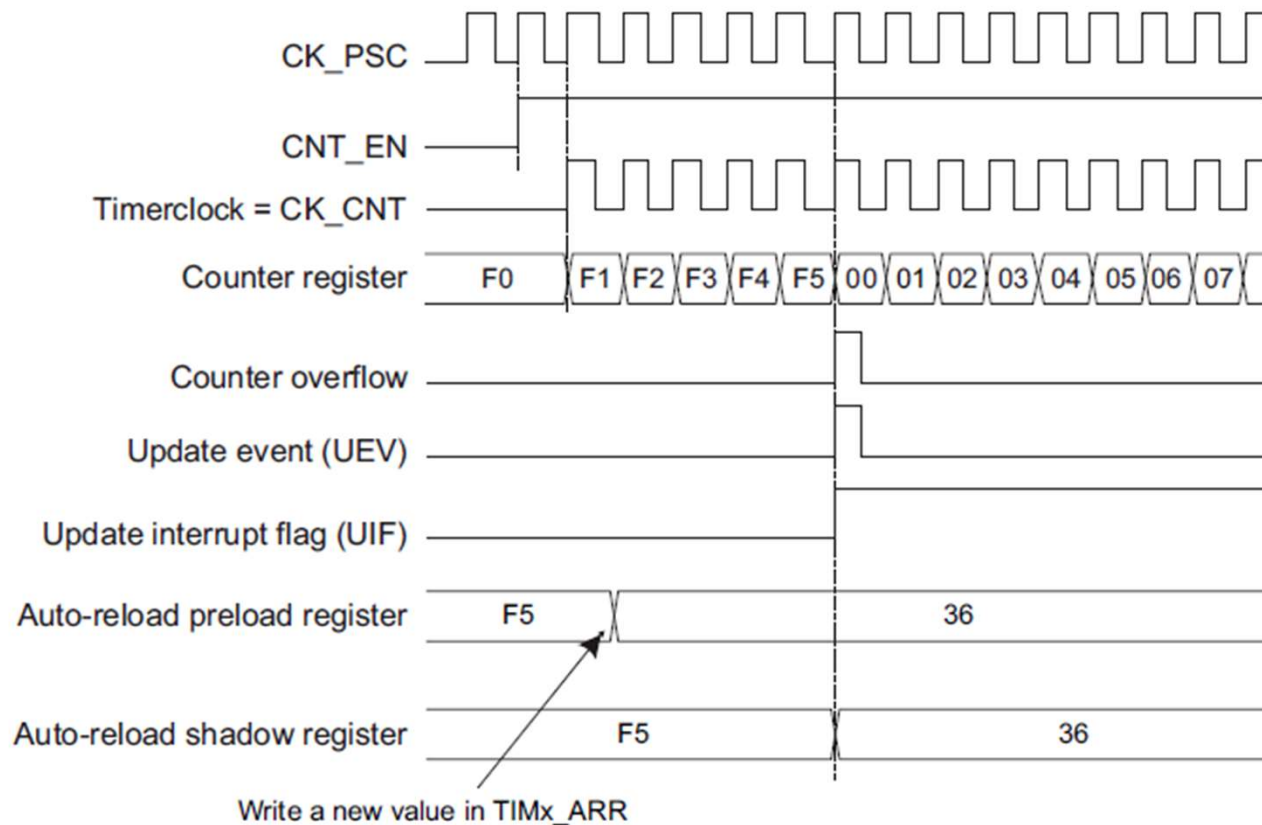 CK_PSC
CNT_EN
Timerclock = CK_CNT
Counter register F0 F1 F2 F3 F4 F5 00 01 02 03 04 05 06 07
Counter overflow
Update event (UEV)
Update interrupt flag (UIF)
Auto-reload preload register F5 36
Auto-reload shadow register F5 36
Write a new value in TIMx_ARR